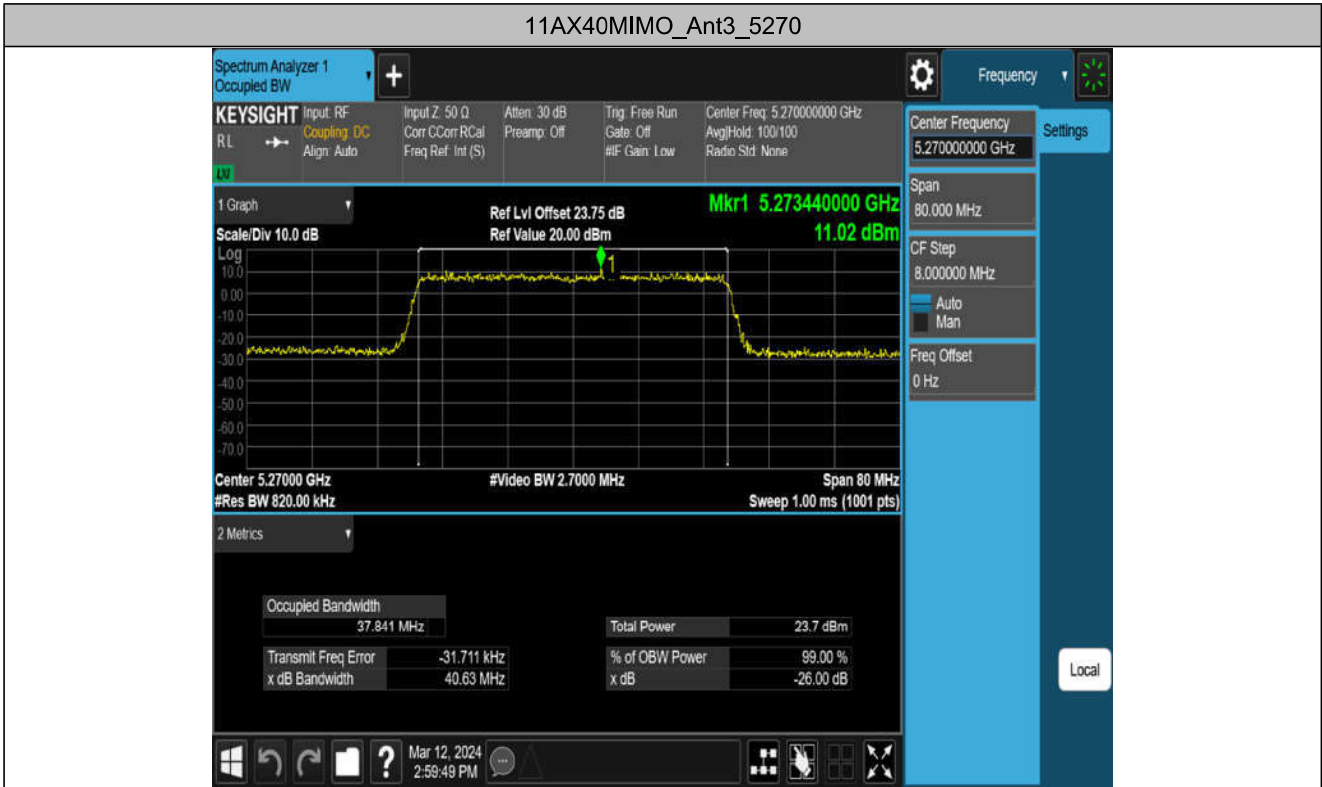 11AX40MIMO_Ant3_5270
Spectrum Analyzer 1
Occupied BW
+
Frequency
KEYSIGHT
RL
LXI
Input: RF
Coupling: DC
Align: Auto
Input Z: 50 Ω
Corr CCorr RCal
Freq Ref: Int (S)
Atten: 30 dB
Preamp: Off
Trig: Free Run
Gate: Off
#IF Gain: Low
Center Freq: 5.270000000 GHz
Avg|Hold: 100/100
Radio Std: None
1 Graph
Scale/Div 10.0 dB
Ref Lvl Offset 23.75 dB
Ref Value 20.00 dBm
Mkr1 5.273440000 GHz
11.02 dBm
Log
10.0
0.00
-10.0
-20.0
-30.0
-40.0
-50.0
-60.0
-70.0
1
Center 5.27000 GHz
#Res BW 820.00 kHz
#Video BW 2.7000 MHz
Span 80 MHz
Sweep 1.00 ms (1001 pts)
2 Metrics
Occupied Bandwidth
37.841 MHz
Transmit Freq Error -31.711 kHz
x dB Bandwidth 40.63 MHz
Total Power 23.7 dBm
% of OBW Power 99.00 %
x dB -26.00 dB
Center Frequency
5.270000000 GHz
Settings
Span
80.000 MHz
CF Step
8.000000 MHz
Auto
Man
Freq Offset
0 Hz
Local
?
Mar 12, 2024
2:59:49 PM